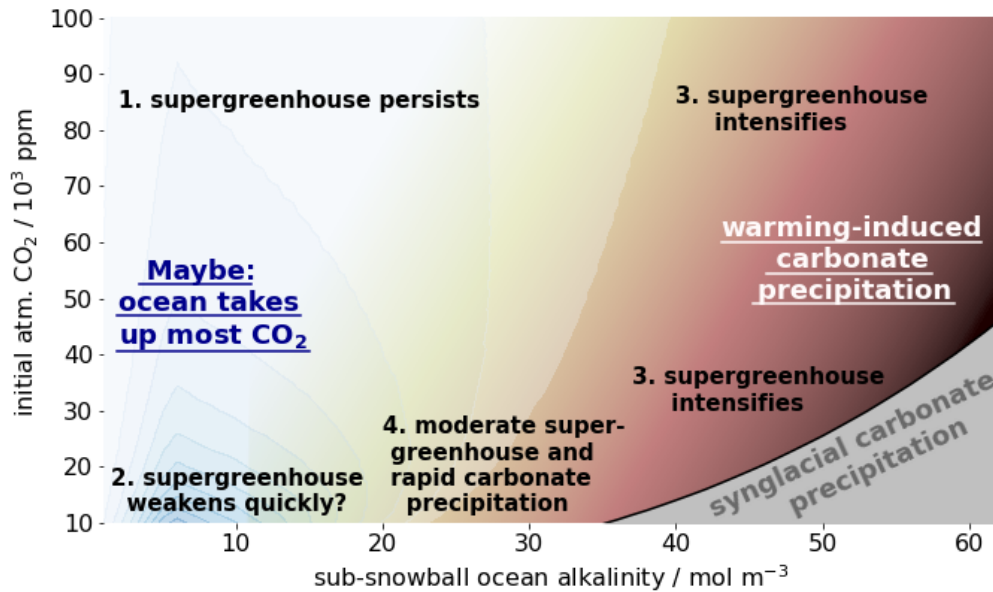 100
90
80
70
60
50
40
30
20
10
initial atm. CO₂ / 10³ ppm
1. supergreenhouse persists
3. supergreenhouse
intensifies
warming-induced
carbonate
precipitation
Maybe:
ocean takes
up most CO₂
3. supergreenhouse
intensifies
4. moderate super-
greenhouse and
rapid carbonate
precipitation
2. supergreenhouse
weakens quickly?
synglacial carbonate
precipitation
10
20
30
40
50
60
sub-snowball ocean alkalinity / mol m⁻³